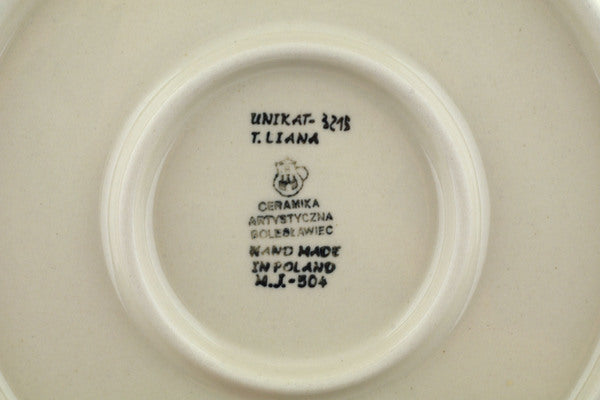 UNIKAT- 3213
T. LIANA
CERAMIKA
ARTYSTYCZNA
BOLESŁAWIEC
HAND MADE
IN POLAND
M.J.-504